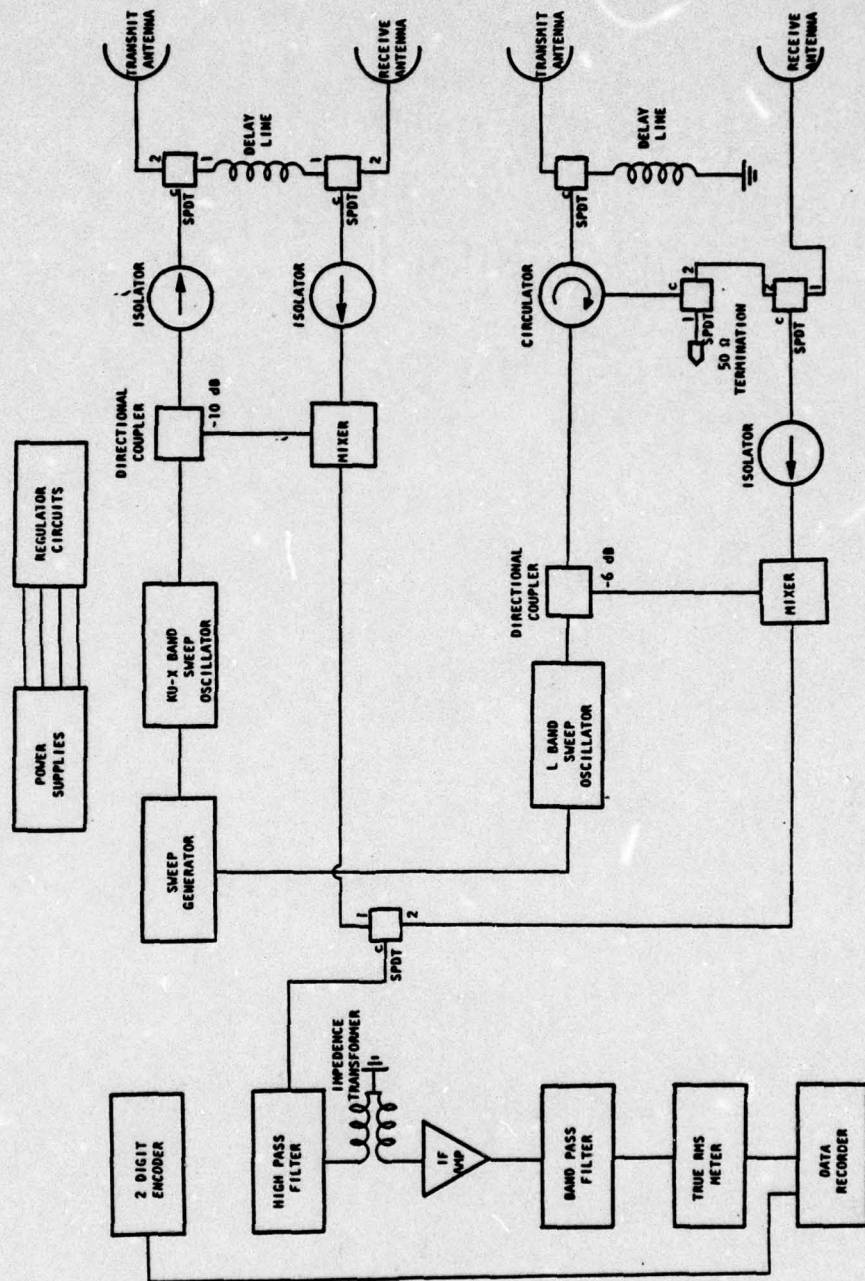 POWER
SUPPLIES
REGULATOR
CIRCUITS
2 DIGIT
ENCODER
SWEEP
GENERATOR
KU-X BAND
SWEEP
OSCILLATOR
DIRECTIONAL
COUPLER
-10 dB
ISOLATOR
C
SPDT
2
1
TRANSMIT
ANTENNA
DELAY
LINE
MIXER
ISOLATOR
C
SPDT
1
2
RECEIVE
ANTENNA
HIGH PASS
FILTER
IMPEDENCE
TRANSFORMER
C
SPDT
1
2
IF
AMP
BAND PASS
FILTER
TRUE RMS
METER
DATA
RECORDER
L BAND
SWEEP
OSCILLATOR
DIRECTIONAL
COUPLER
-6 dB
CIRCULATOR
C
SPDT
TRANSMIT
ANTENNA
DELAY
LINE
C
1
2
SPDT
50 Ω
TERMINATION
MIXER
ISOLATOR
C
SPDT
2
1
RECEIVE
ANTENNA